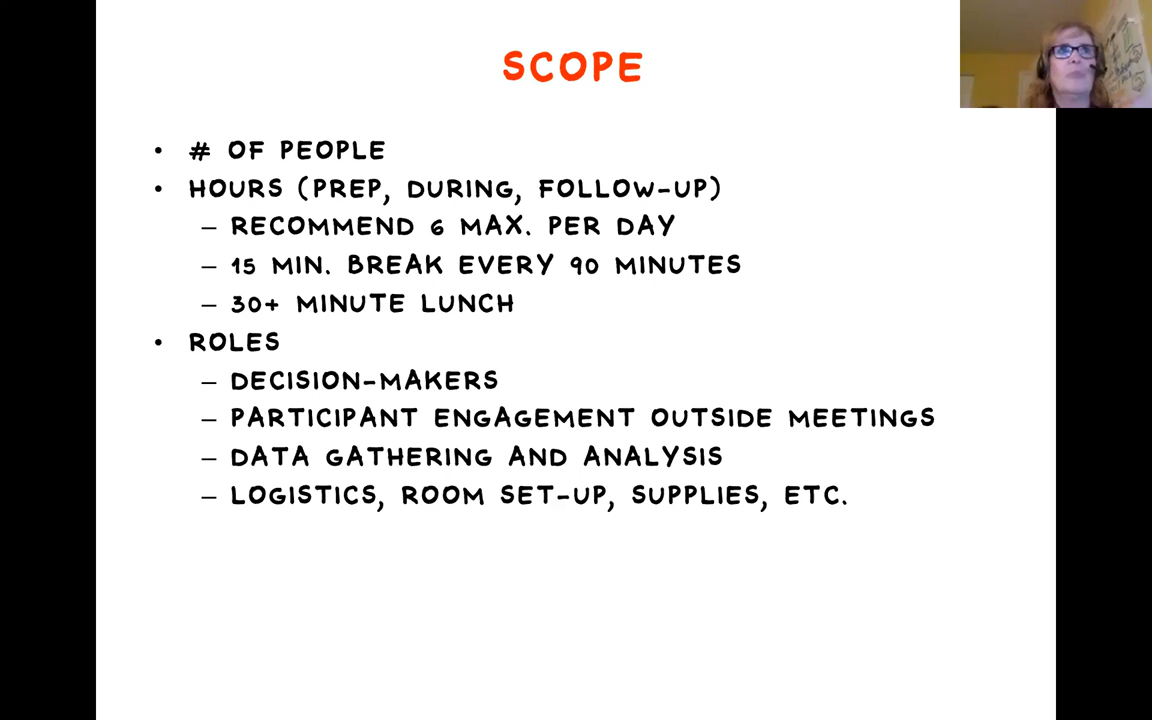 SCOPE
• # OF PEOPLE
• HOURS (PREP, DURING, FOLLOW-UP)
– RECOMMEND 6 MAX. PER DAY
– 15 MIN. BREAK EVERY 90 MINUTES
– 30+ MINUTE LUNCH
• ROLES
– DECISION-MAKERS
– PARTICIPANT ENGAGEMENT OUTSIDE MEETINGS
– DATA GATHERING AND ANALYSIS
– LOGISTICS, ROOM SET-UP, SUPPLIES, ETC.